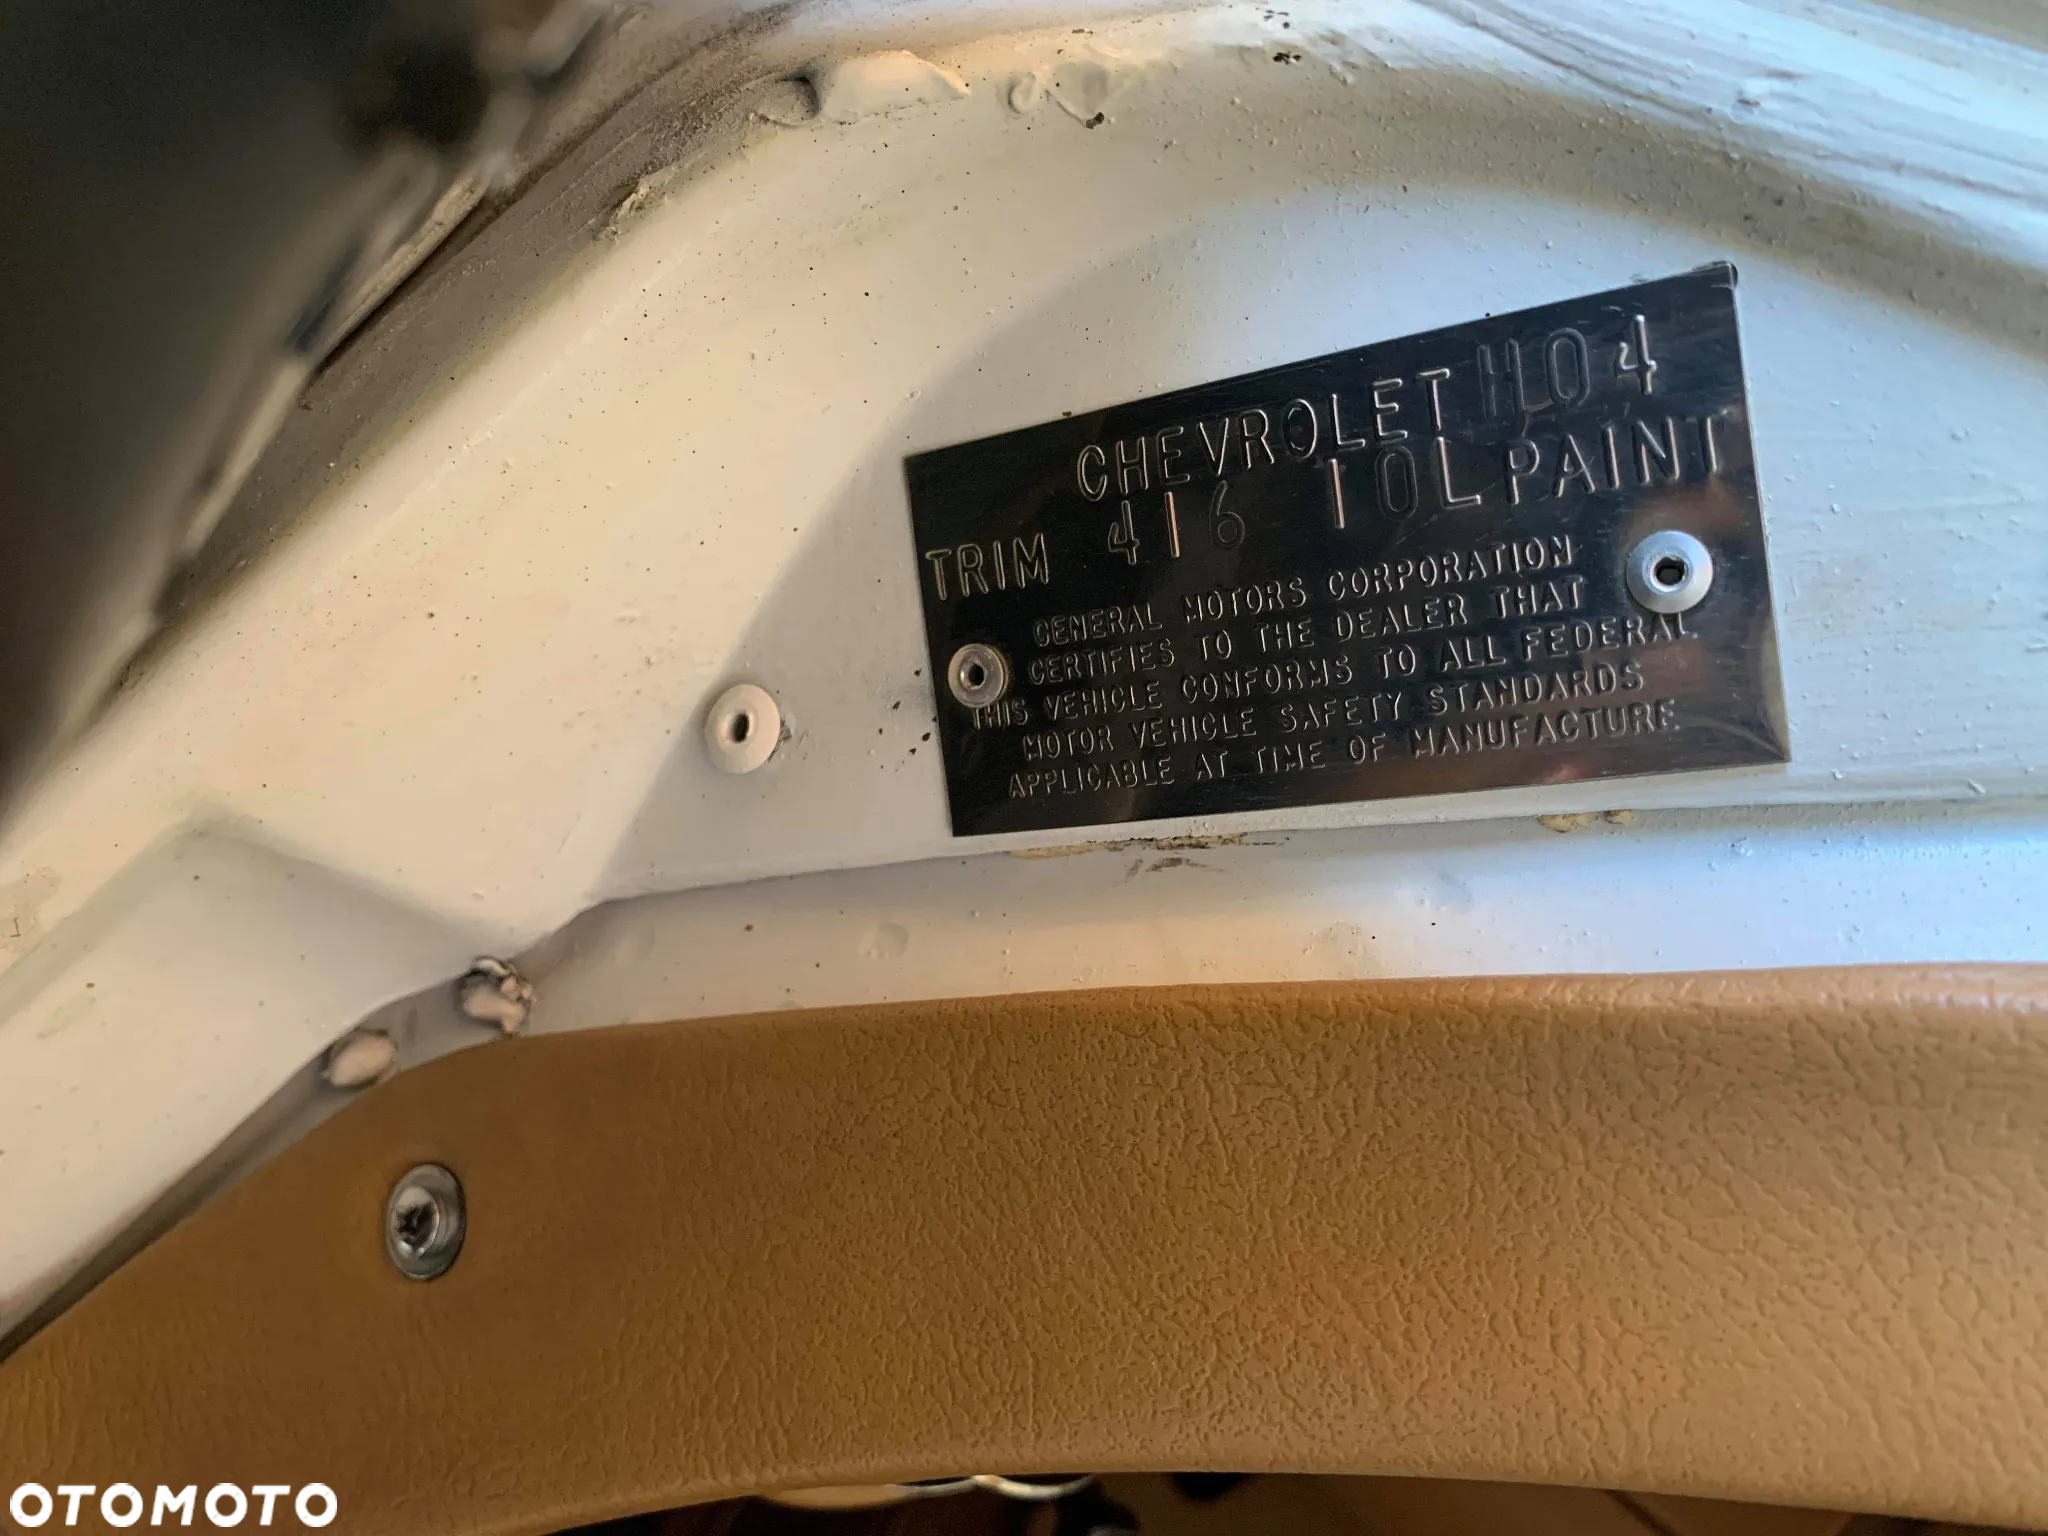 CHEVROLET H04
TRIM 416 10L PAINT
GENERAL MOTORS CORPORATION
CERTIFIES TO THE DEALER THAT
THIS VEHICLE CONFORMS TO ALL FEDERAL
MOTOR VEHICLE SAFETY STANDARDS
APPLICABLE AT TIME OF MANUFACTURE
OTOMOTO